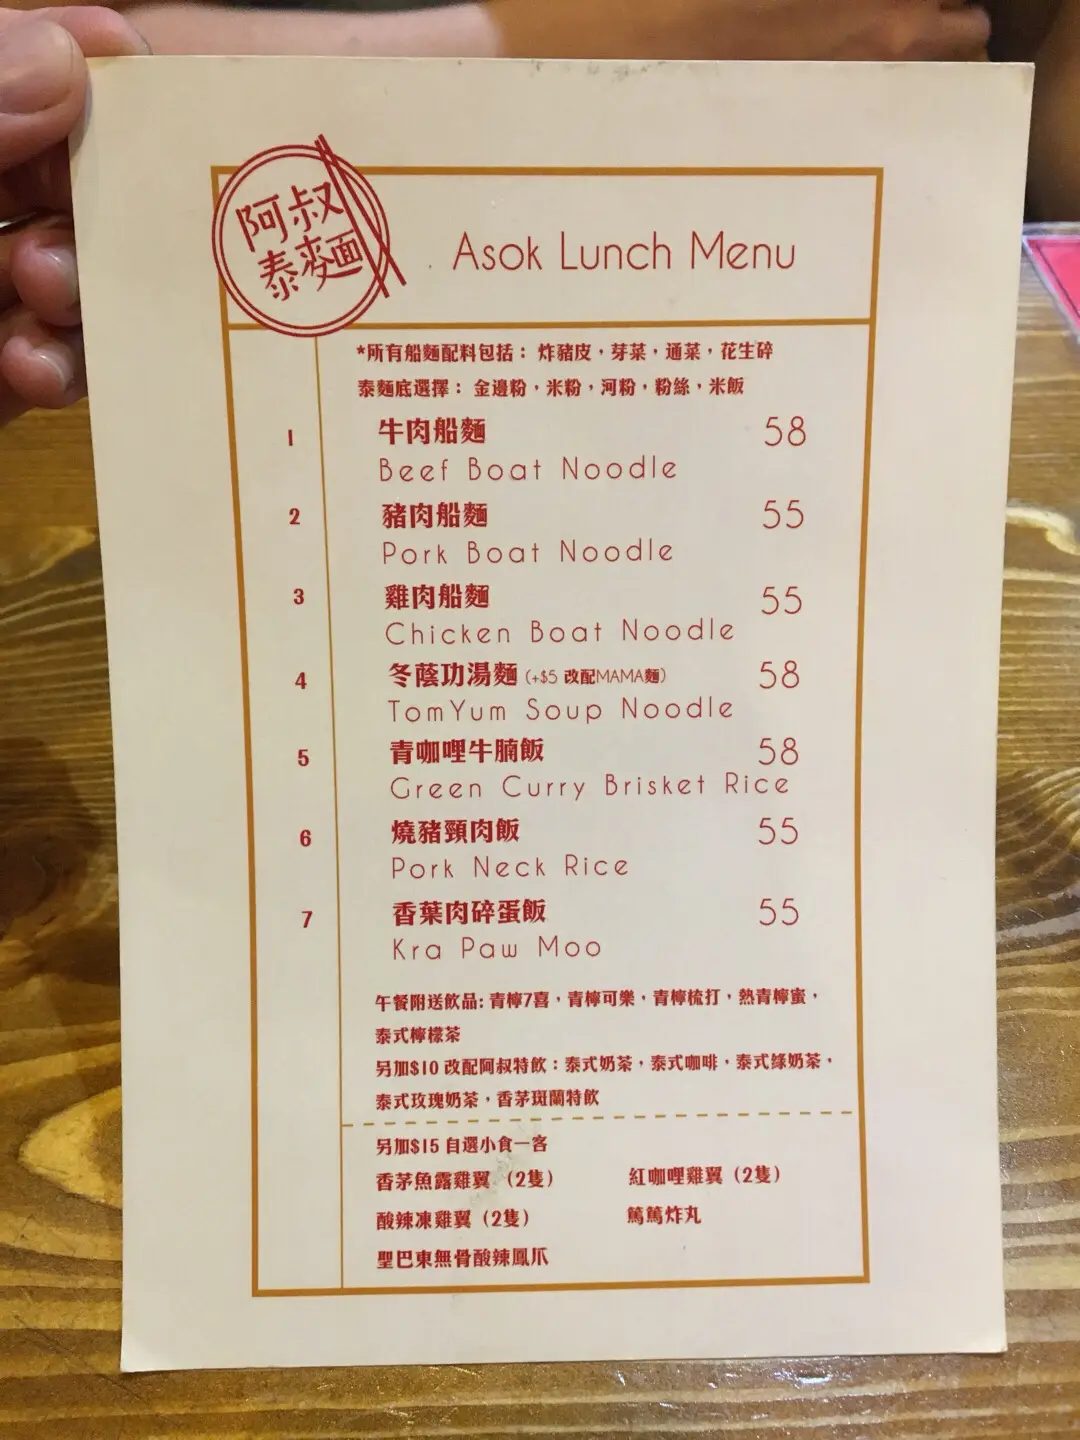 阿叔
泰麵
Asok Lunch Menu
*所有船麵配料包括： 炸豬皮，芽菜，通菜，花生碎
泰麵底選擇： 金邊粉，米粉，河粉，粉絲，米飯
1 牛肉船麵 58
Beef Boat Noodle
2 豬肉船麵 55
Pork Boat Noodle
3 雞肉船麵 55
Chicken Boat Noodle
4 冬蔭功湯麵 (+$5 改配MAMA麵) 58
TomYum Soup Noodle
5 青咖喱牛腩飯 58
Green Curry Brisket Rice
6 燒豬頸肉飯 55
Pork Neck Rice
7 香葉肉碎蛋飯 55
Kra Paw Moo
午餐附送飲品: 青檸7喜，青檸可樂，青檸梳打，熱青檸蜜，
泰式檸檬茶
另加$10 改配阿叔特飲：泰式奶茶，泰式咖啡，泰式綠奶茶，
泰式玫瑰奶茶，香茅斑蘭特飲
另加$15 自選小食一客
香茅魚露雞翼 （2隻） 紅咖喱雞翼（2隻）
酸辣凍雞翼（2隻） 篤篤炸丸
聖巴東無骨酸辣鳳爪